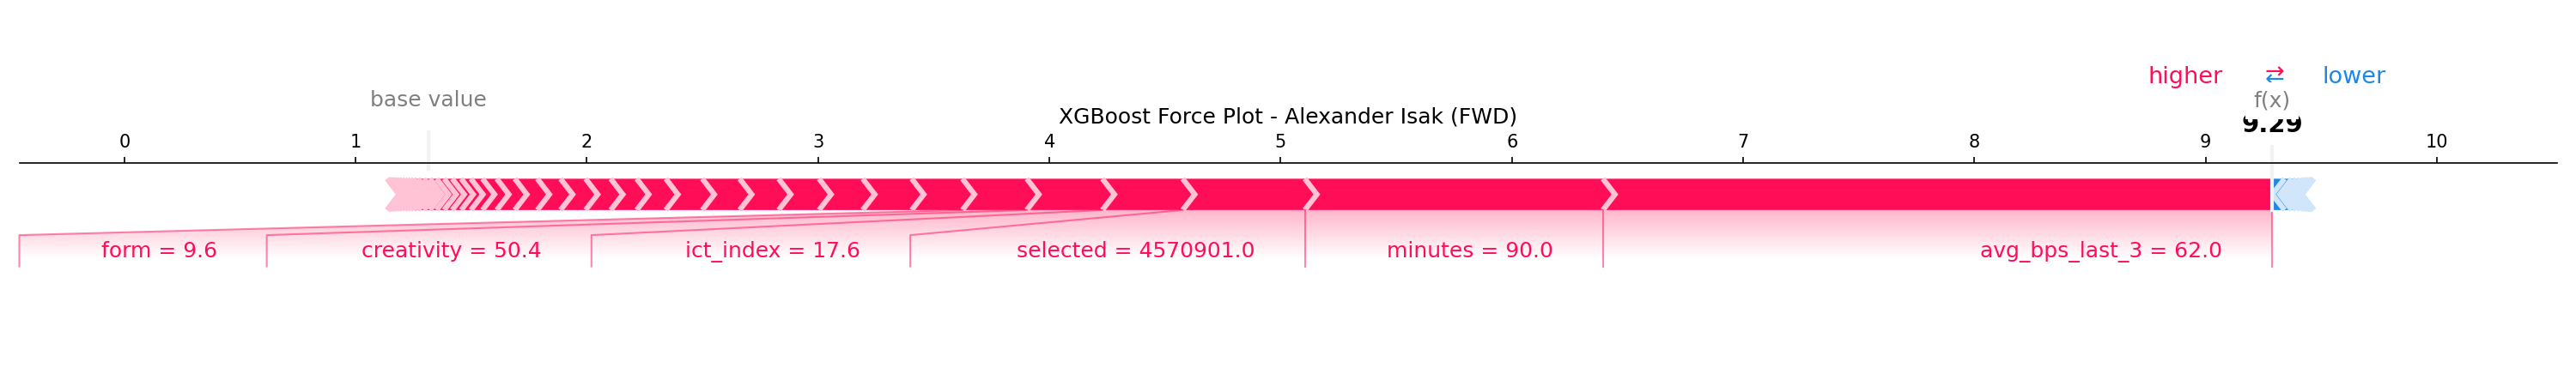 higher ⇄ lower
base value
f(x)
XGBoost Force Plot - Alexander Isak (FWD)
9.29
0 1 2 3 4 5 6 7 8 9 10
form = 9.6 creativity = 50.4 ict_index = 17.6 selected = 4570901.0 minutes = 90.0 avg_bps_last_3 = 62.0